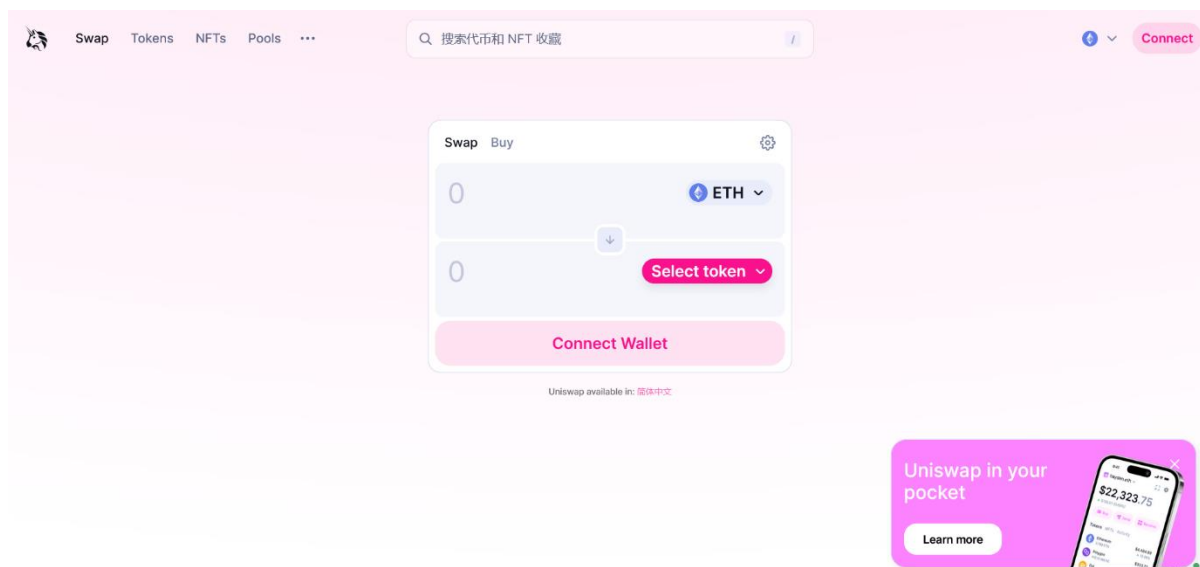 Swap Tokens NFTs Pools ...
搜索代币和 NFT 收藏 /
Connect
Swap Buy
0 ETH
0 Select token
Connect Wallet
Uniswap available in: 简体中文
Uniswap in your
pocket
Learn more
$22,323.75
Ethereum